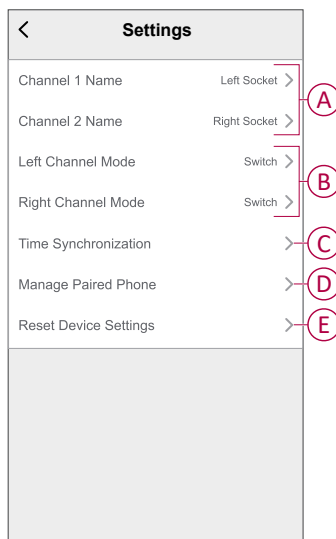 Settings
Channel 1 Name Left Socket
A
Channel 2 Name Right Socket
Left Channel Mode Switch
B
Right Channel Mode Switch
Time Synchronization C
Manage Paired Phone D
Reset Device Settings E